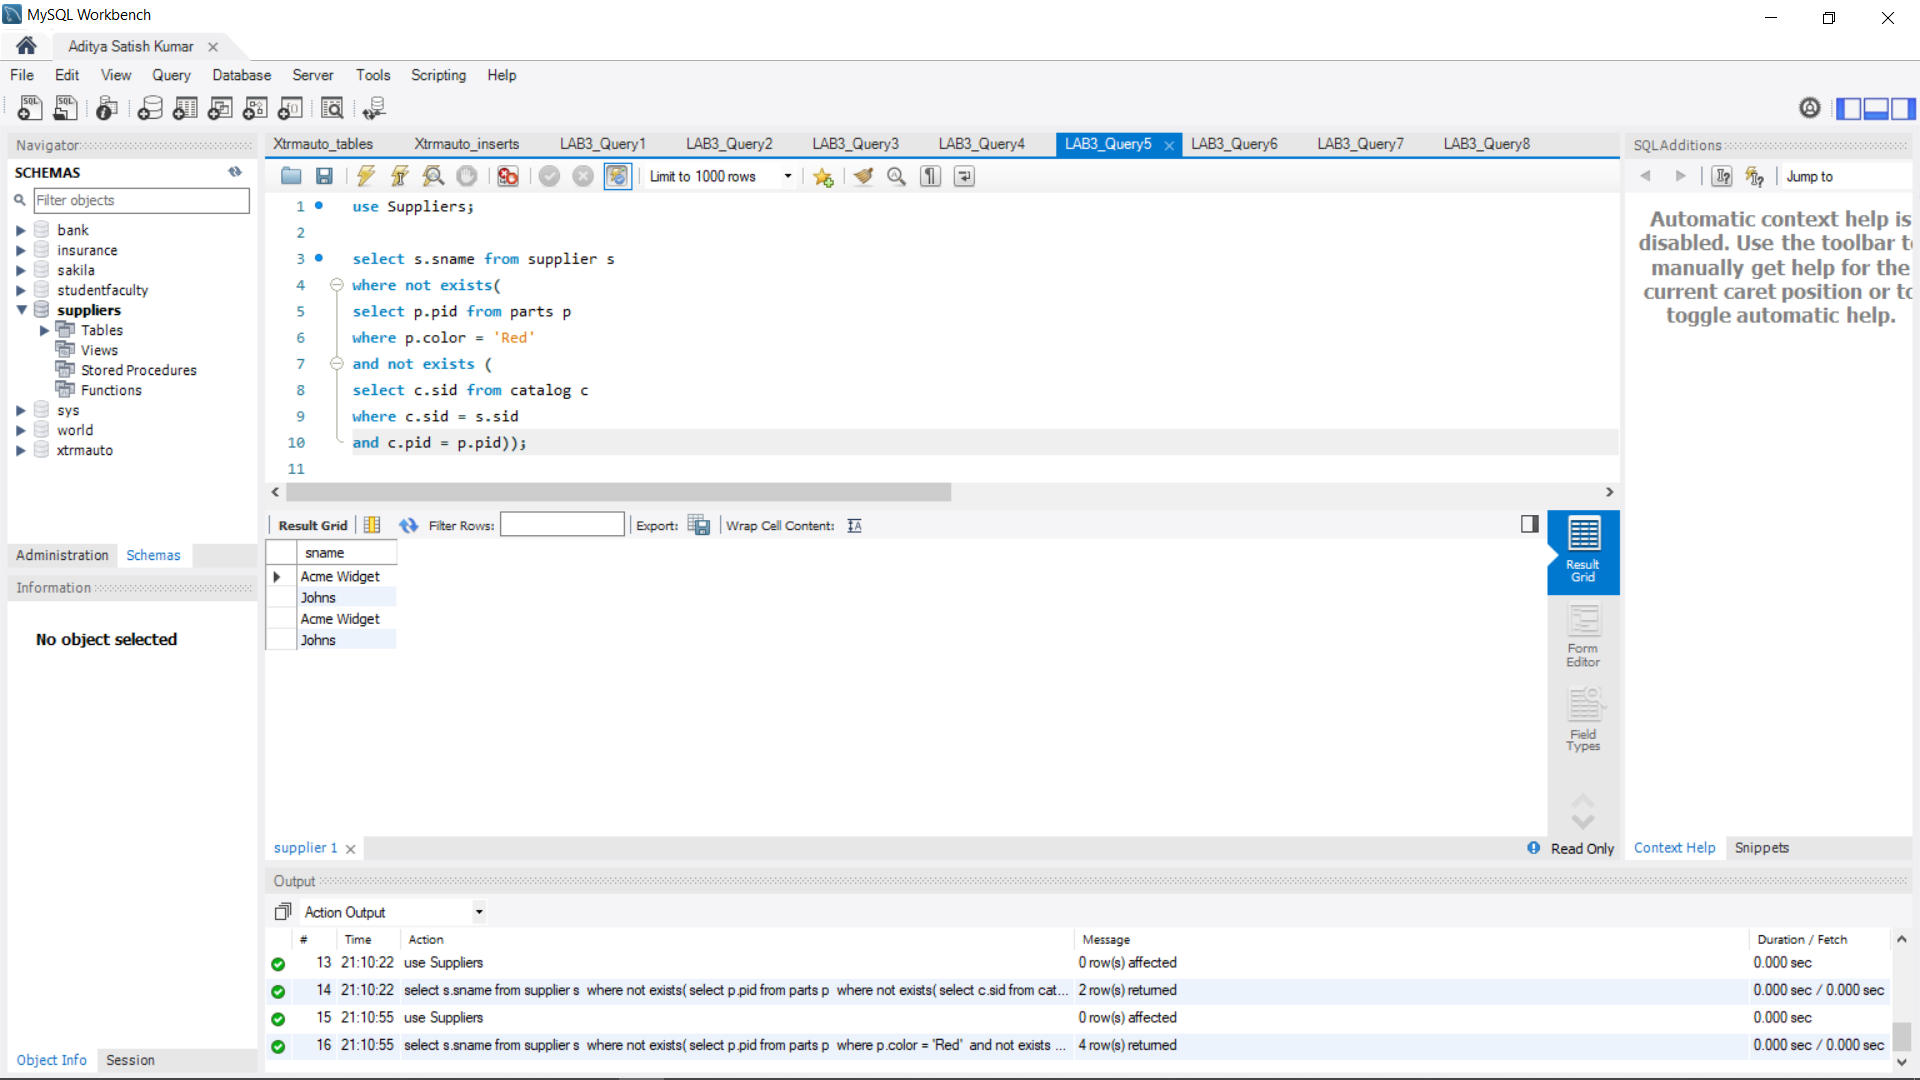 MySQL Workbench
Aditya Satish Kumar
File Edit View Query Database Server Tools Scripting Help
Navigator
SCHEMAS
Filter objects
bank
insurance
sakila
studentfaculty
suppliers
Tables
Views
Stored Procedures
Functions
sys
world
xtrmauto
Administration Schemas
Information
No object selected
Object Info Session
Xtrmauto_tables Xtrmauto_inserts LAB3_Query1 LAB3_Query2 LAB3_Query3 LAB3_Query4 LAB3_Query5 LAB3_Query6 LAB3_Query7 LAB3_Query8
Limit to 1000 rows
1 use Suppliers;
2
3 select s.sname from supplier s
4 where not exists(
5 select p.pid from parts p
6 where p.color = 'Red'
7 and not exists (
8 select c.sid from catalog c
9 where c.sid = s.sid
10 and c.pid = p.pid));
11
Result Grid Filter Rows: Export: Wrap Cell Content:
sname
Acme Widget
Johns
Acme Widget
Johns
Result
Grid
Form
Editor
Field
Types
supplier 1 Read Only
SQLAdditions
Jump to
Automatic context help is
disabled. Use the toolbar to
manually get help for the
current caret position or to
toggle automatic help.
Context Help Snippets
Output
Action Output
# Time Action Message Duration / Fetch
13 21:10:22 use Suppliers 0 row(s) affected 0.000 sec
14 21:10:22 select s.sname from supplier s where not exists( select p.pid from parts p where not exists( select c.sid from cat... 2 row(s) returned 0.000 sec / 0.000 sec
15 21:10:55 use Suppliers 0 row(s) affected 0.000 sec
16 21:10:55 select s.sname from supplier s where not exists( select p.pid from parts p where p.color = 'Red' and not exists ... 4 row(s) returned 0.000 sec / 0.000 sec